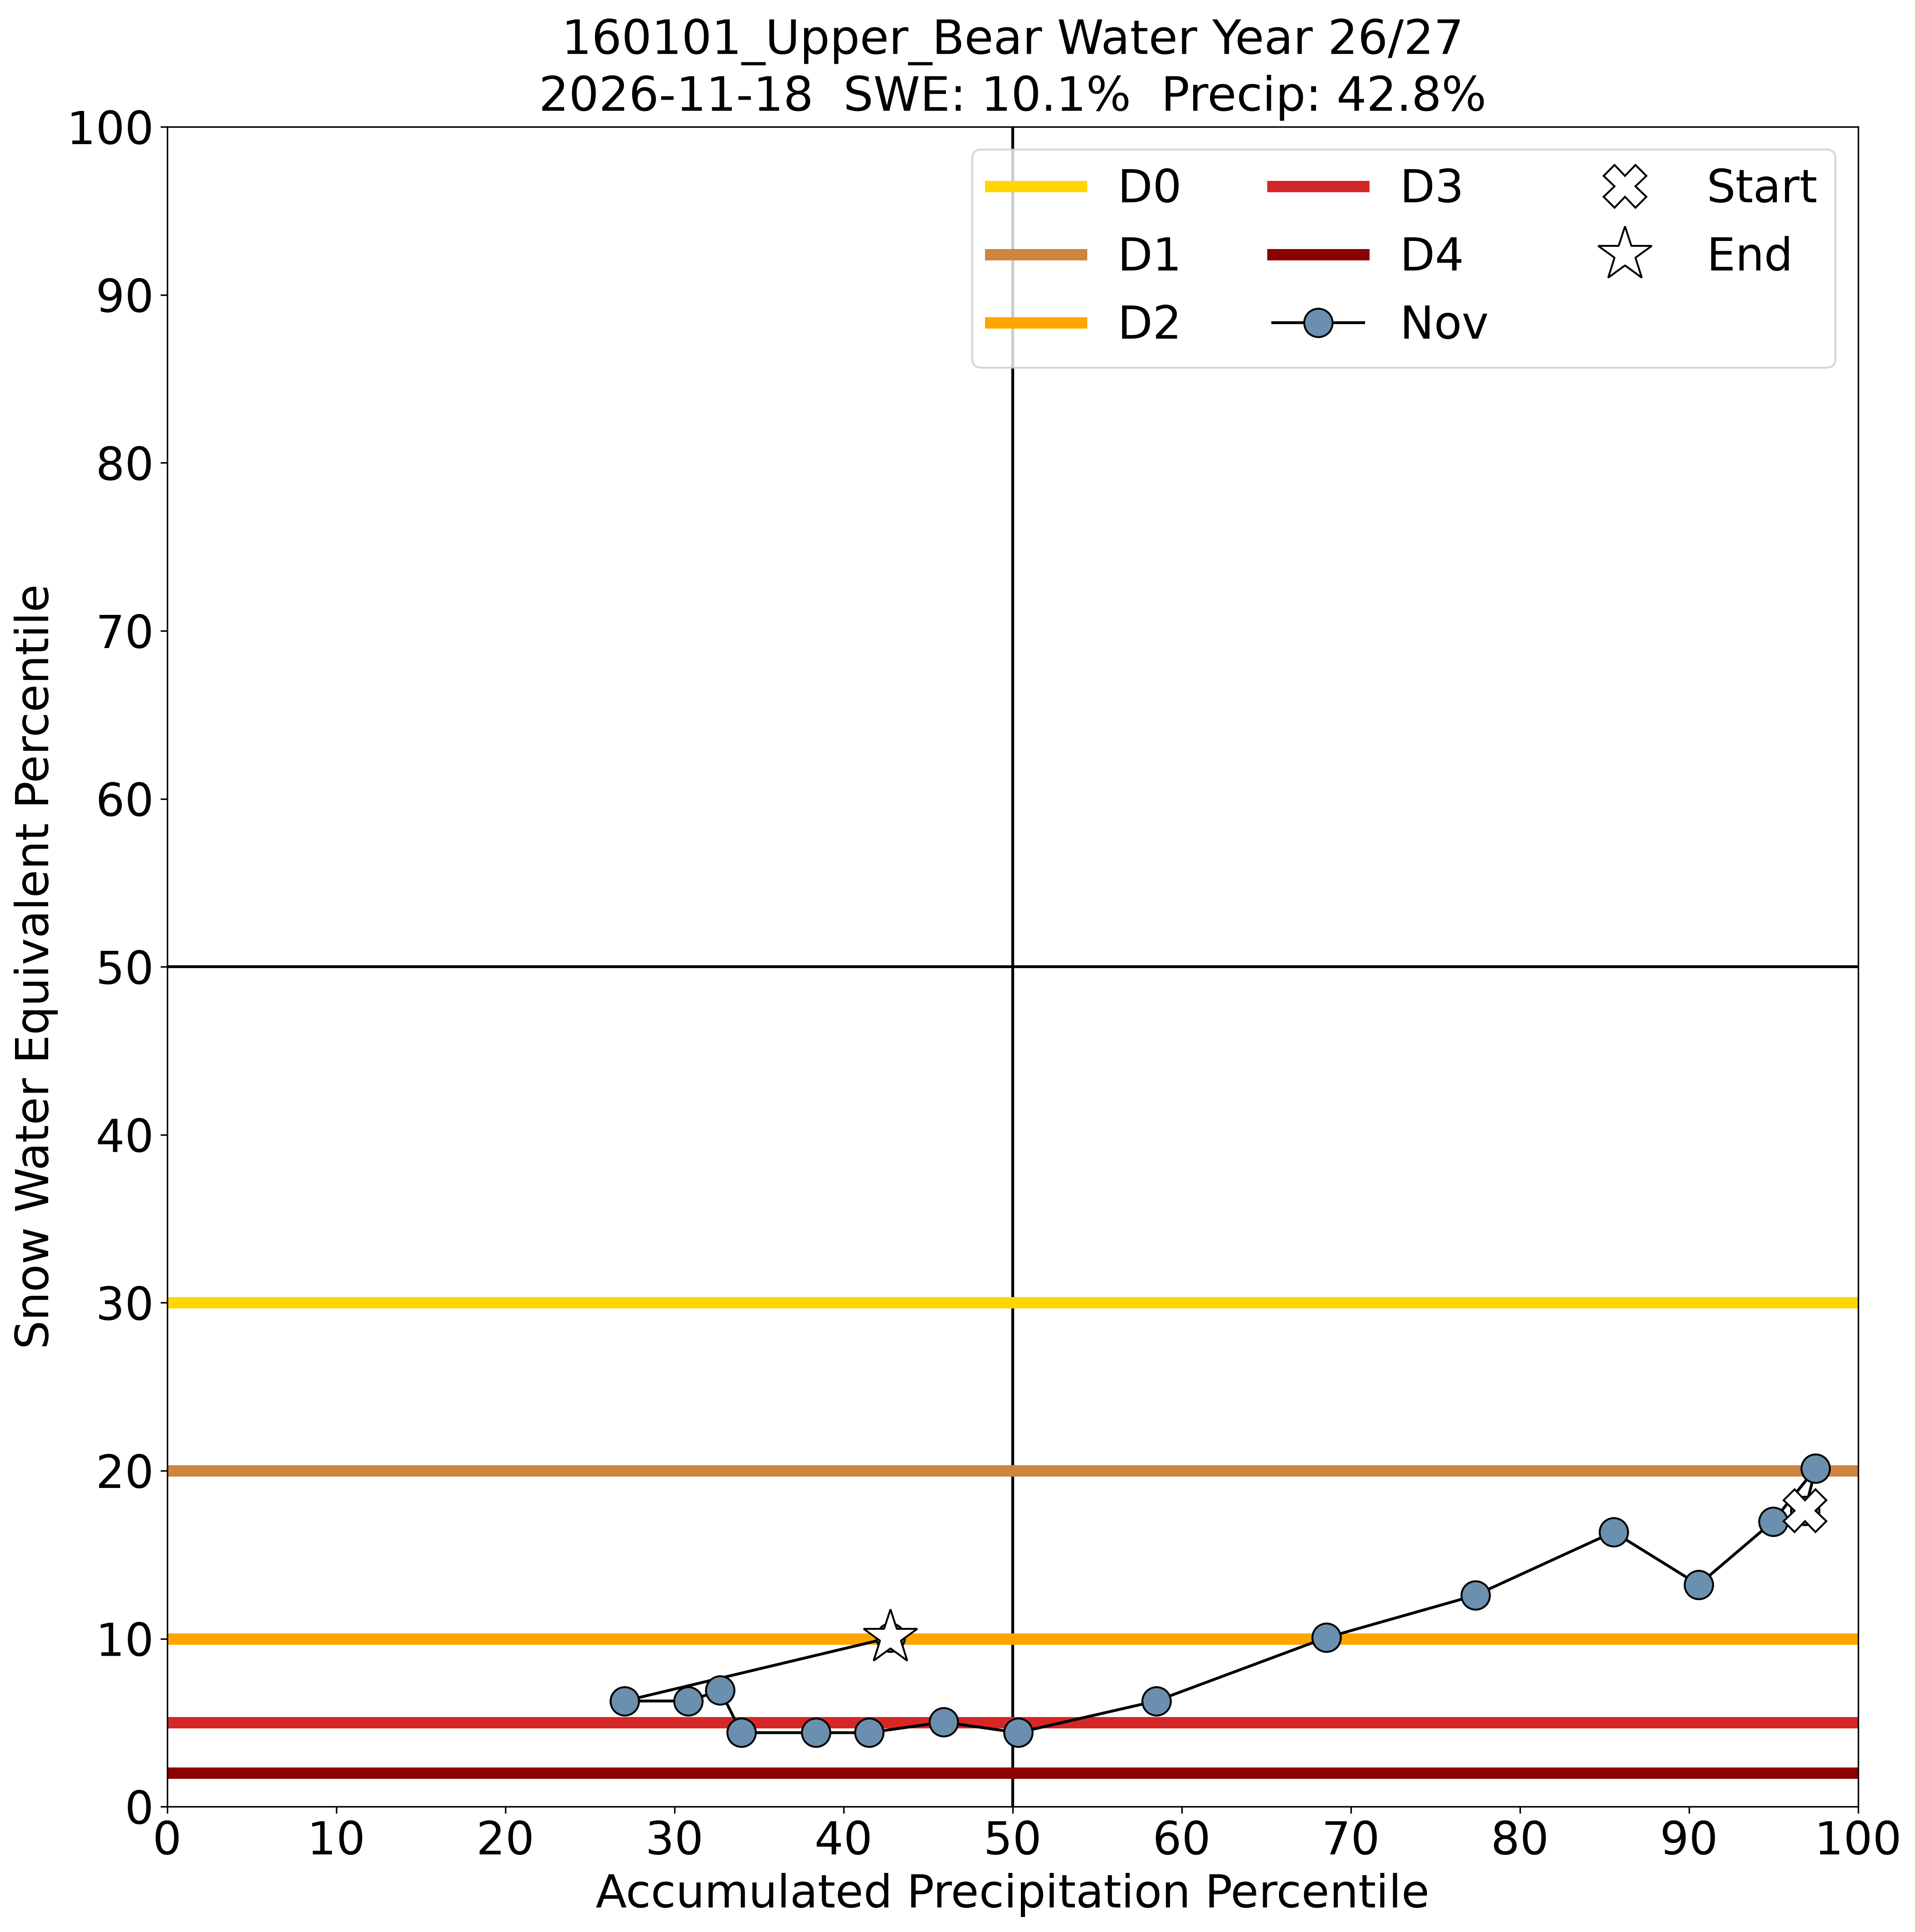 160101_Upper_Bear Water Year 26/27
2026-11-18  SWE: 10.1%  Precip: 42.8%
D0
D1
D2
D3
D4
Nov
Start
End
Snow Water Equivalent Percentile
100
90
80
70
60
50
40
30
20
10
0
0 10 20 30 40 50 60 70 80 90 100
Accumulated Precipitation Percentile